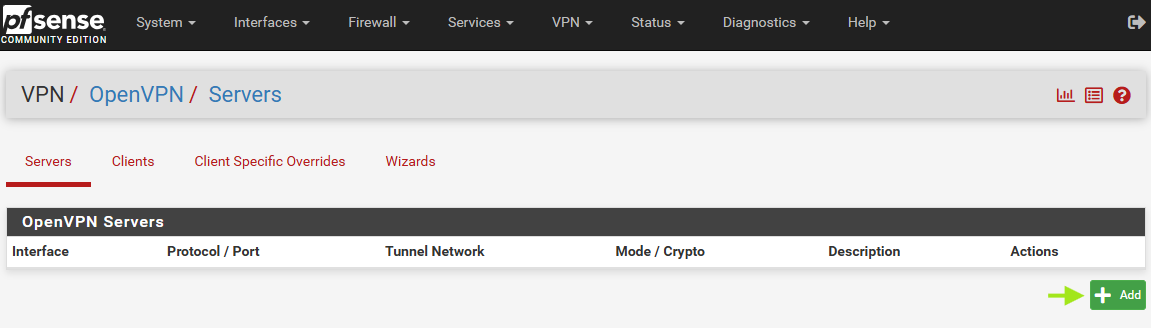 pfsense System Interfaces Firewall Services VPN Status Diagnostics Help
COMMUNITY EDITION
VPN / OpenVPN / Servers
Servers Clients Client Specific Overrides Wizards
OpenVPN Servers
Interface Protocol / Port Tunnel Network Mode / Crypto Description Actions
Add